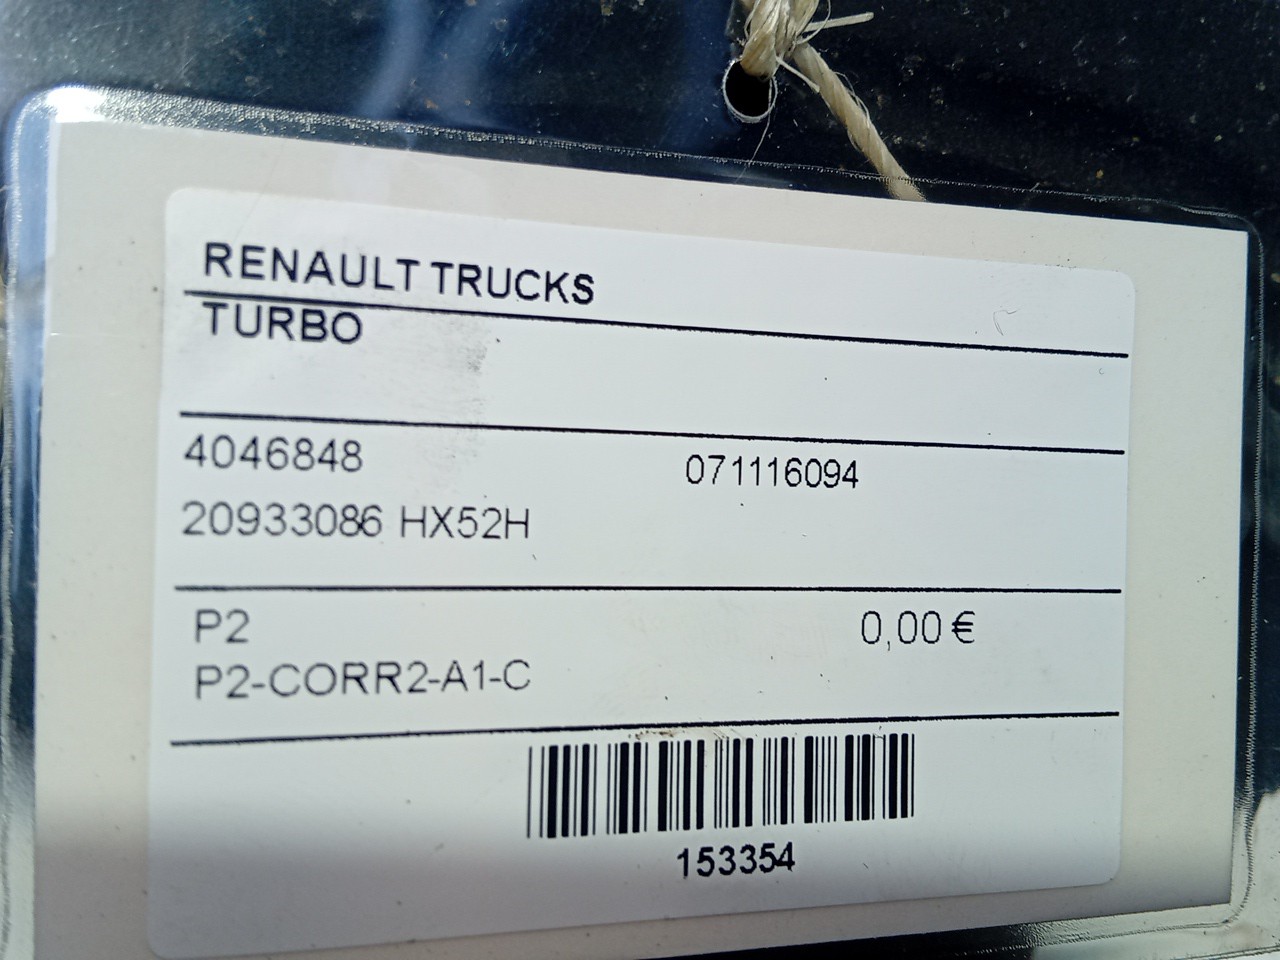 RENAULT TRUCKS
TURBO
4046848 071116094
20933086 HX52H
P2 0,00 €
P2-CORR2-A1-C
153354